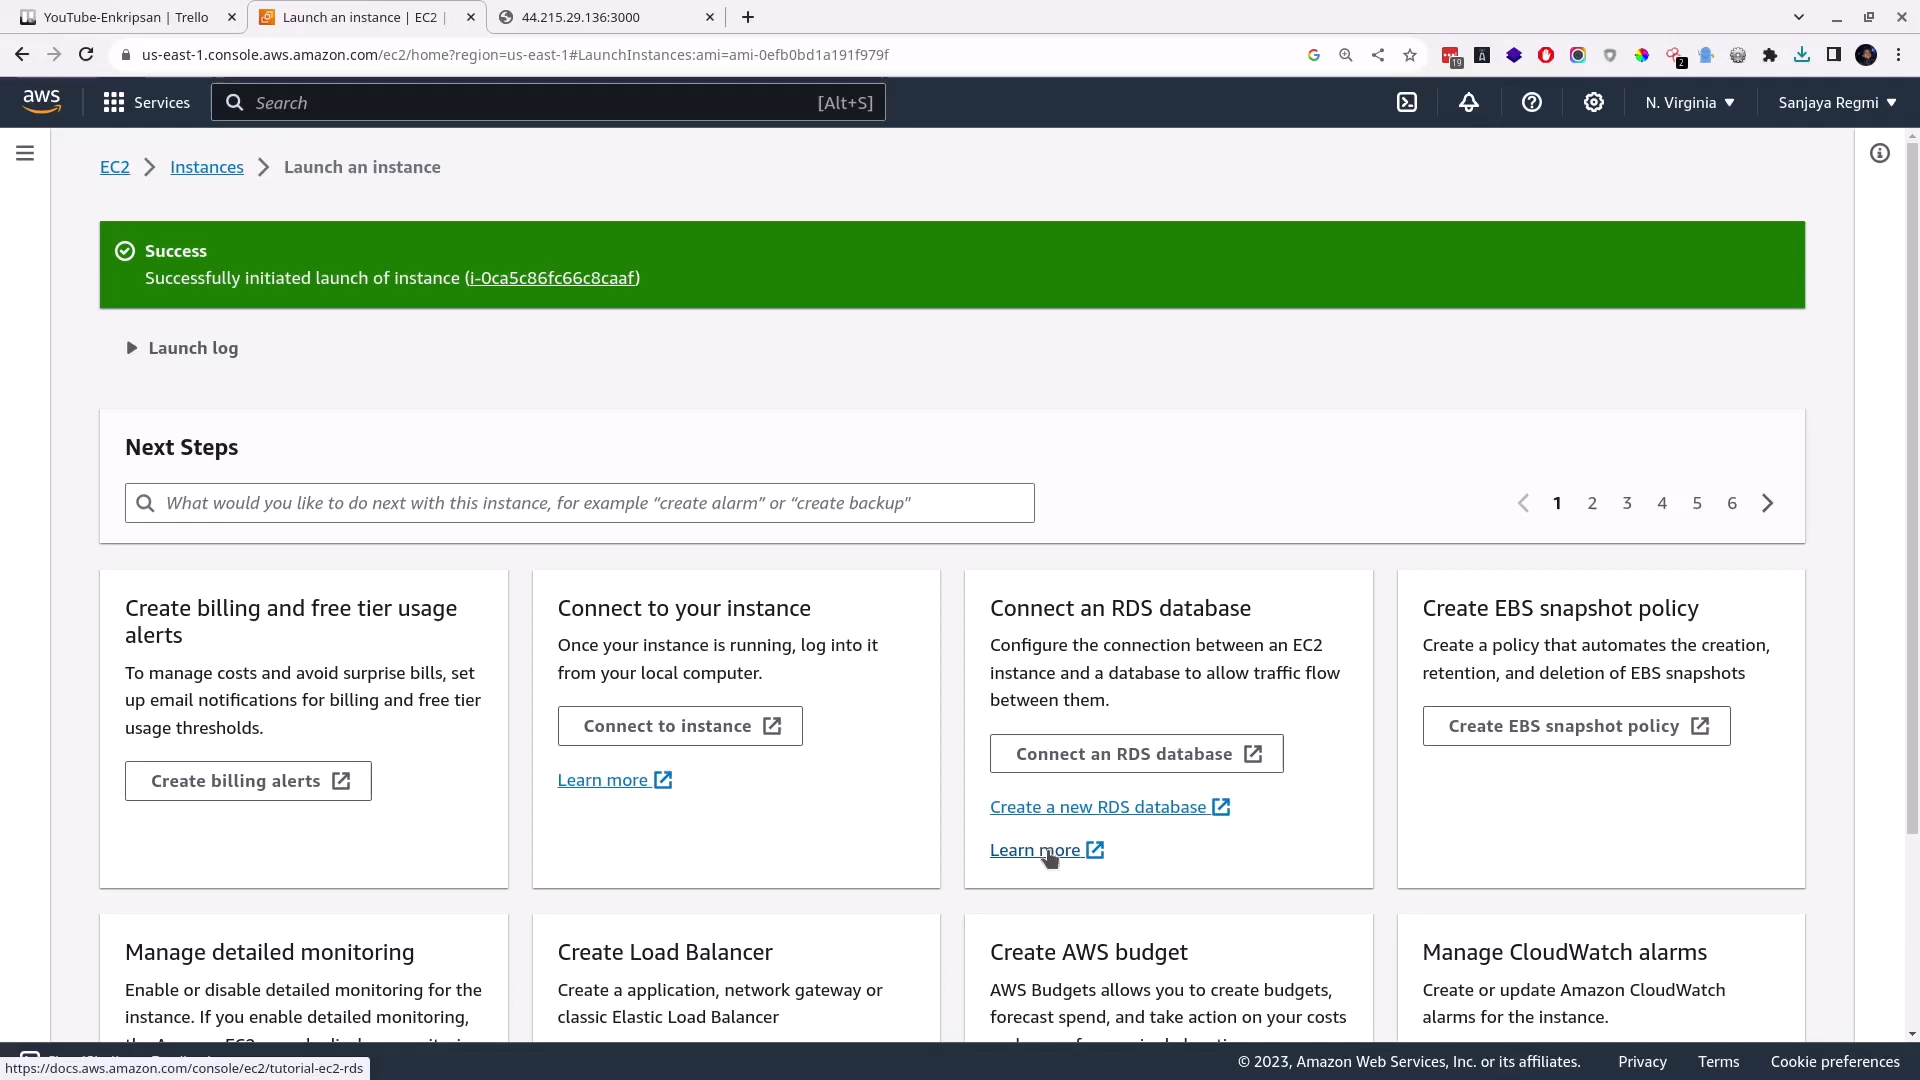 YouTube-Enkripsan | Trello
Launch an instance | EC2 |
44.215.29.136:3000
us-east-1.console.aws.amazon.com/ec2/home?region=us-east-1#LaunchInstances:ami=ami-0efb0bd1a191f979f
19
2
aws
Services
Search
[Alt+S]
N. Virginia
Sanjaya Regmi
EC2
Instances
Launch an instance
Success
Successfully initiated launch of instance (i-0ca5c86fc66c8caaf)
Launch log
Next Steps
What would you like to do next with this instance, for example “create alarm” or “create backup”
1 2 3 4 5 6
Create billing and free tier usage
alerts
To manage costs and avoid surprise bills, set
up email notifications for billing and free tier
usage thresholds.
Create billing alerts
Connect to your instance
Once your instance is running, log into it
from your local computer.
Connect to instance
Learn more
Connect an RDS database
Configure the connection between an EC2
instance and a database to allow traffic flow
between them.
Connect an RDS database
Create a new RDS database
Learn more
Create EBS snapshot policy
Create a policy that automates the creation,
retention, and deletion of EBS snapshots
Create EBS snapshot policy
Manage detailed monitoring
Enable or disable detailed monitoring for the
instance. If you enable detailed monitoring,
Create Load Balancer
Create a application, network gateway or
classic Elastic Load Balancer
Create AWS budget
AWS Budgets allows you to create budgets,
forecast spend, and take action on your costs
Manage CloudWatch alarms
Create or update Amazon CloudWatch
alarms for the instance.
https://docs.aws.amazon.com/console/ec2/tutorial-ec2-rds
© 2023, Amazon Web Services, Inc. or its affiliates.
Privacy
Terms
Cookie preferences